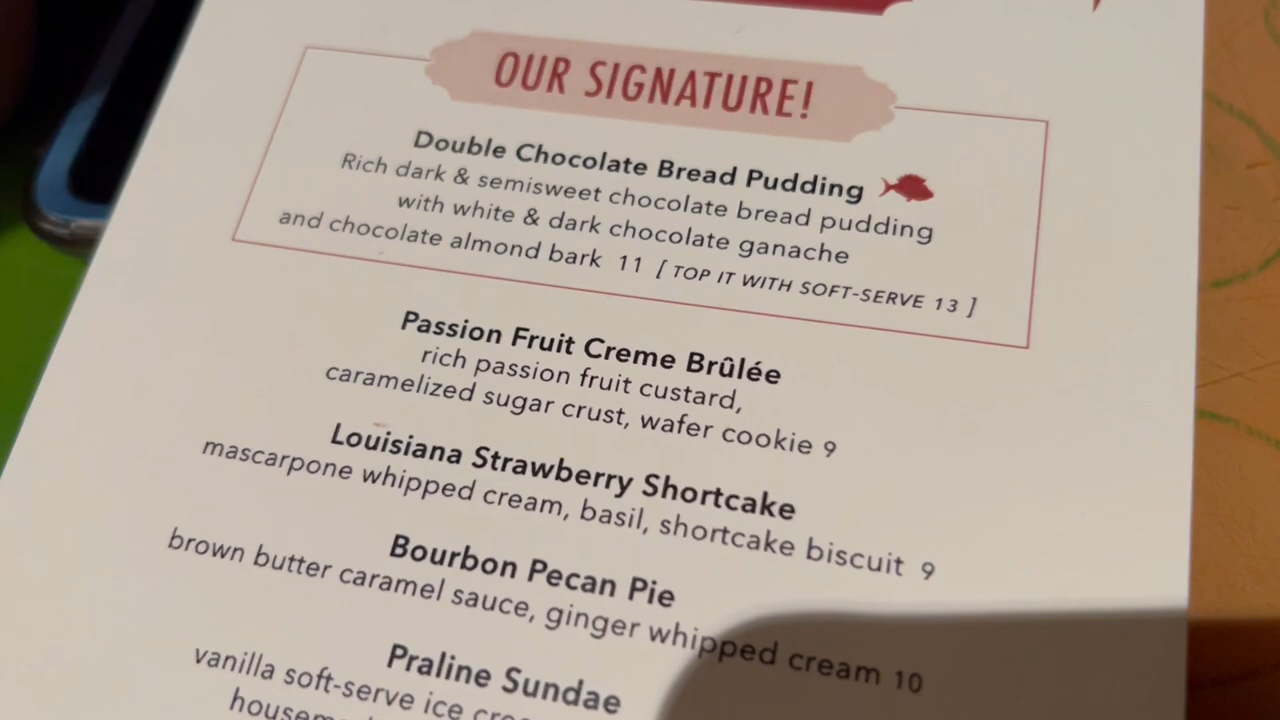 OUR SIGNATURE!
Double Chocolate Bread Pudding
Rich dark & semisweet chocolate bread pudding
with white & dark chocolate ganache
and chocolate almond bark 11 [ TOP IT WITH SOFT-SERVE 13 ]
Passion Fruit Creme Brûlée
rich passion fruit custard,
caramelized sugar crust, wafer cookie 9
Louisiana Strawberry Shortcake
mascarpone whipped cream, basil, shortcake biscuit 9
Bourbon Pecan Pie
brown butter caramel sauce, ginger whipped cream 10
Praline Sundae
vanilla soft-serve ice